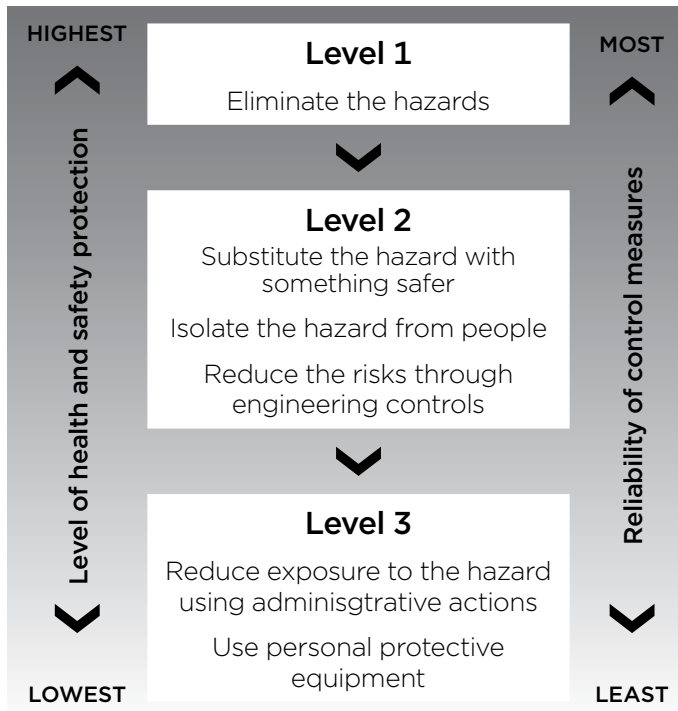 HIGHEST
MOST
Level 1
Eliminate the hazards
Level of health and safety protection
Reliability of control measures
Level 2
Substitute the hazard with
something safer
Isolate the hazard from people
Reduce the risks through
engineering controls
Level 3
Reduce exposure to the hazard
using adminisgtrative actions
Use personal protective
equipment
LOWEST
LEAST